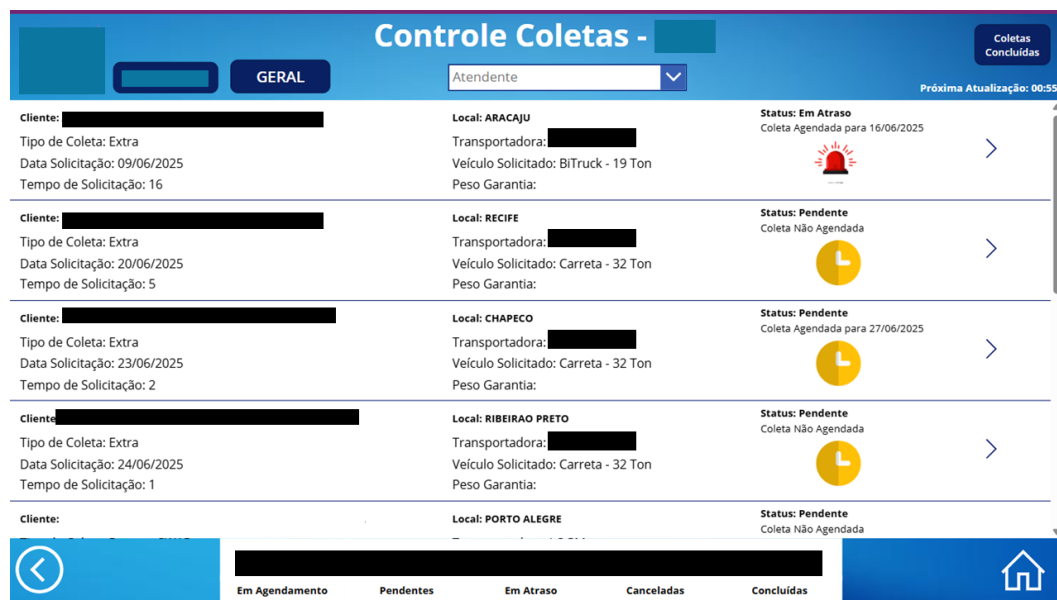 Controle Coletas -
Coletas
Concluídas
GERAL
Atendente
Próxima Atualização: 00:55
Cliente:
Tipo de Coleta: Extra
Data Solicitação: 09/06/2025
Tempo de Solicitação: 16
Local: ARACAJU
Transportadora:
Veículo Solicitado: BiTruck - 19 Ton
Peso Garantia:
Status: Em Atraso
Coleta Agendada para 16/06/2025
Cliente:
Tipo de Coleta: Extra
Data Solicitação: 20/06/2025
Tempo de Solicitação: 5
Local: RECIFE
Transportadora:
Veículo Solicitado: Carreta - 32 Ton
Peso Garantia:
Status: Pendente
Coleta Não Agendada
Cliente:
Tipo de Coleta: Extra
Data Solicitação: 23/06/2025
Tempo de Solicitação: 2
Local: CHAPECO
Transportadora:
Veículo Solicitado: Carreta - 32 Ton
Peso Garantia:
Status: Pendente
Coleta Agendada para 27/06/2025
Cliente
Tipo de Coleta: Extra
Data Solicitação: 24/06/2025
Tempo de Solicitação: 1
Local: RIBEIRAO PRETO
Transportadora:
Veículo Solicitado: Carreta - 32 Ton
Peso Garantia:
Status: Pendente
Coleta Não Agendada
Cliente:
Local: PORTO ALEGRE
Status: Pendente
Coleta Não Agendada
Em Agendamento
Pendentes
Em Atraso
Canceladas
Concluídas